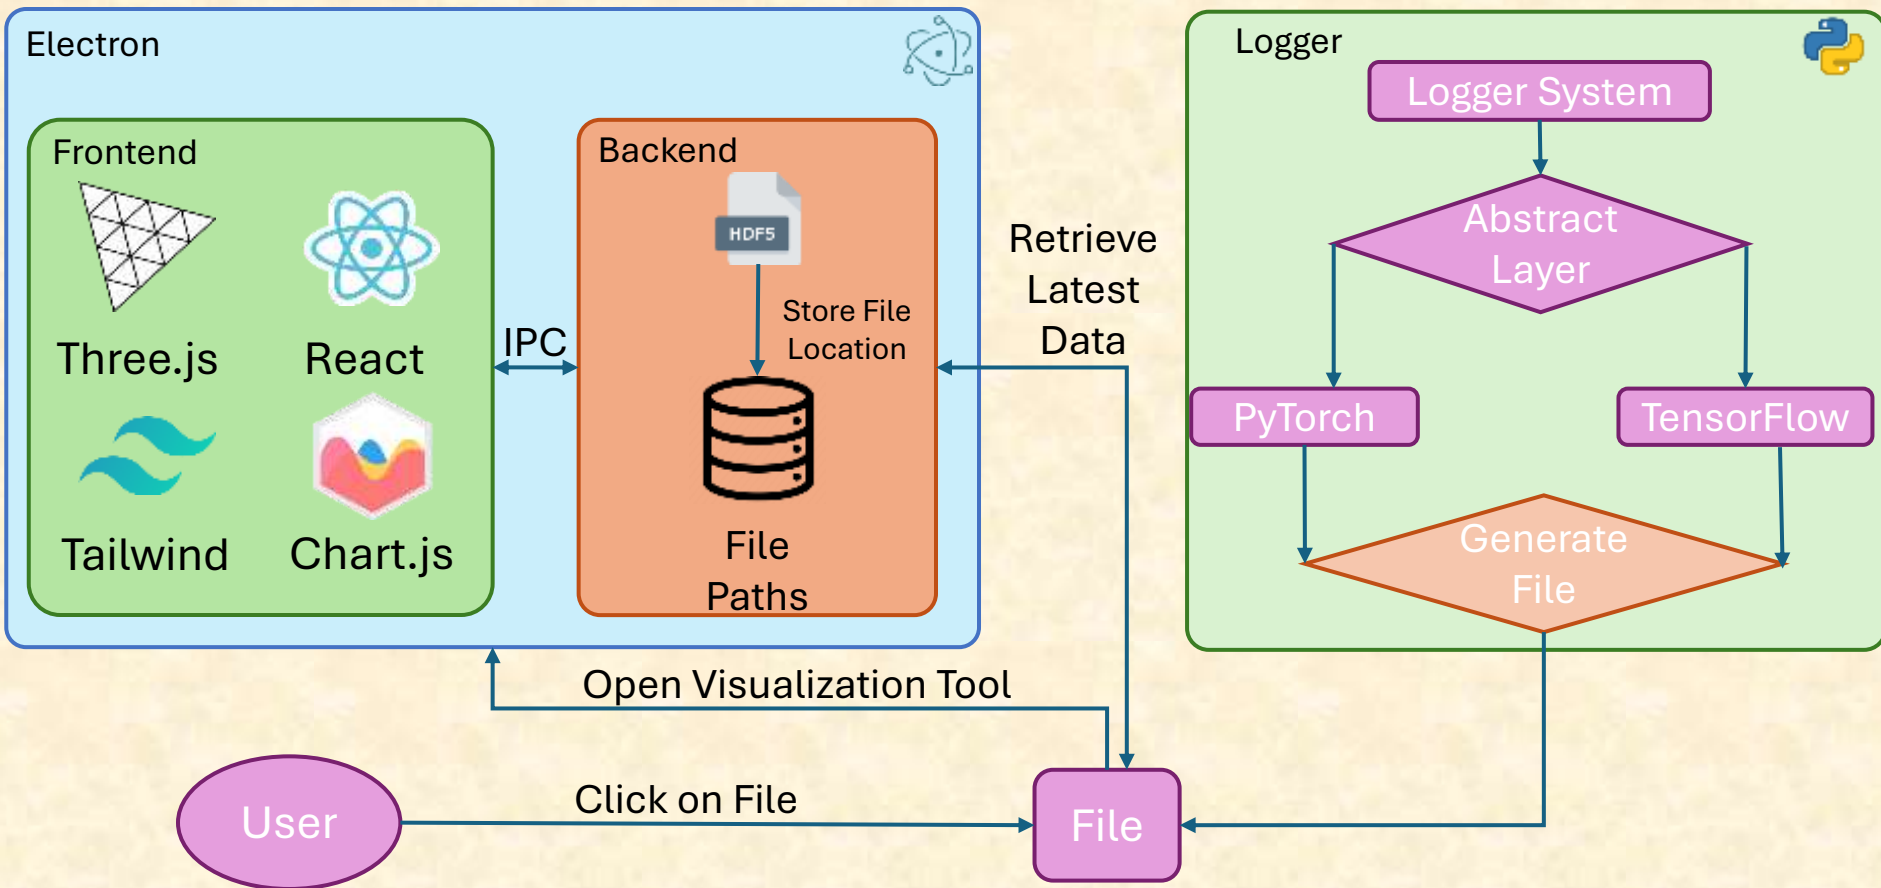 Electron
Frontend
Three.js
React
Tailwind
Chart.js
IPC
Backend
HDF5
Store File
Location
File
Paths
Retrieve
Latest
Data
Logger
Logger System
Abstract
Layer
PyTorch
TensorFlow
Generate
File
Open Visualization Tool
User
Click on File
File